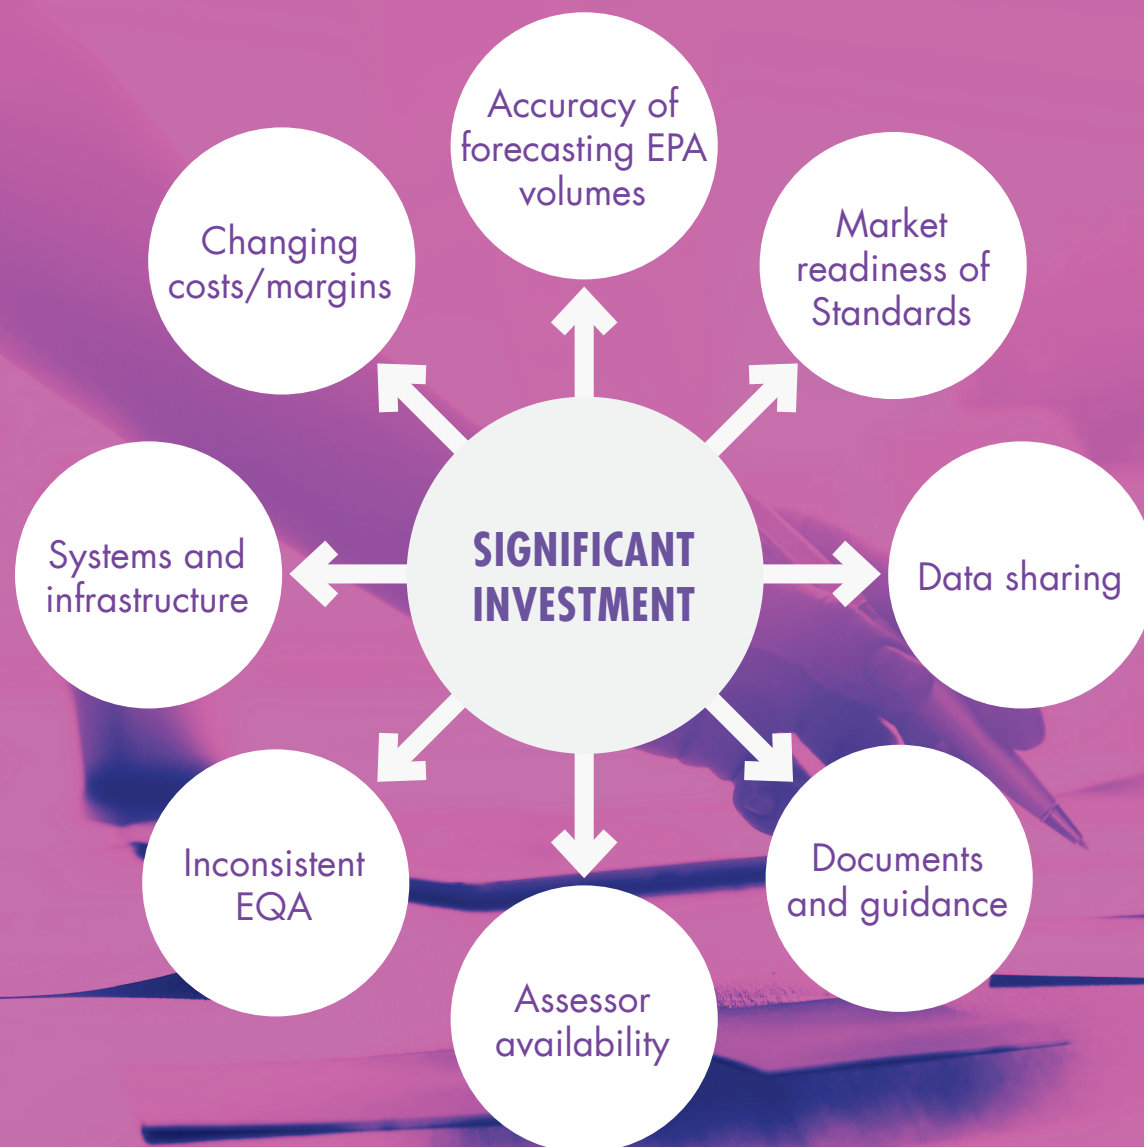 Accuracy of
forecasting EPA
volumes
Market
readiness of
Standards
Data sharing
Documents
and guidance
Assessor
availability
Inconsistent
EQA
Systems and
infrastructure
Changing
costs/margins
SIGNIFICANT
INVESTMENT